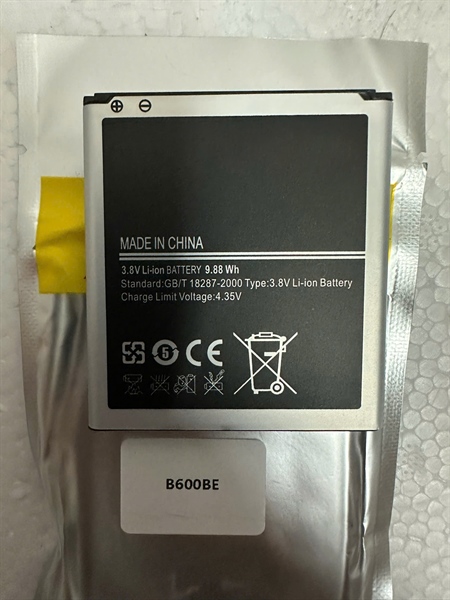 MADE IN CHINA
3.8V Li-ion BATTERY 9.88 Wh
Standard:GB/T 18287-2000 Type:3.8V Li-ion Battery
Charge Limit Voltage:4.35V
5 CE
B600BE